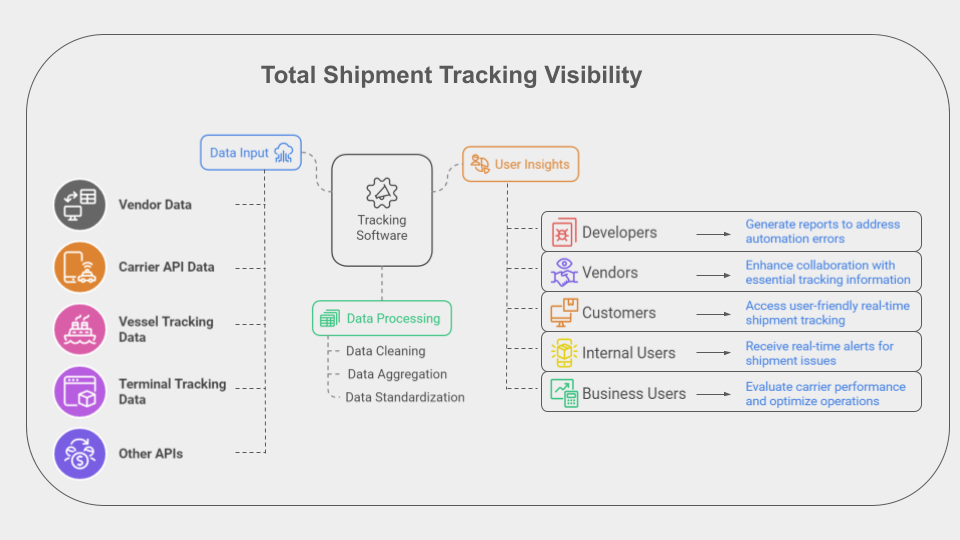 Total Shipment Tracking Visibility
Data Input
Vendor Data
Carrier API Data
Vessel Tracking
Data
Terminal Tracking
Data
Other APIs
Tracking
Software
Data Processing
Data Cleaning
Data Aggregation
Data Standardization
User Insights
Developers
Generate reports to address
automation errors
Vendors
Enhance collaboration with
essential tracking information
Customers
Access user-friendly real-time
shipment tracking
Internal Users
Receive real-time alerts for
shipment issues
Business Users
Evaluate carrier performance
and optimize operations